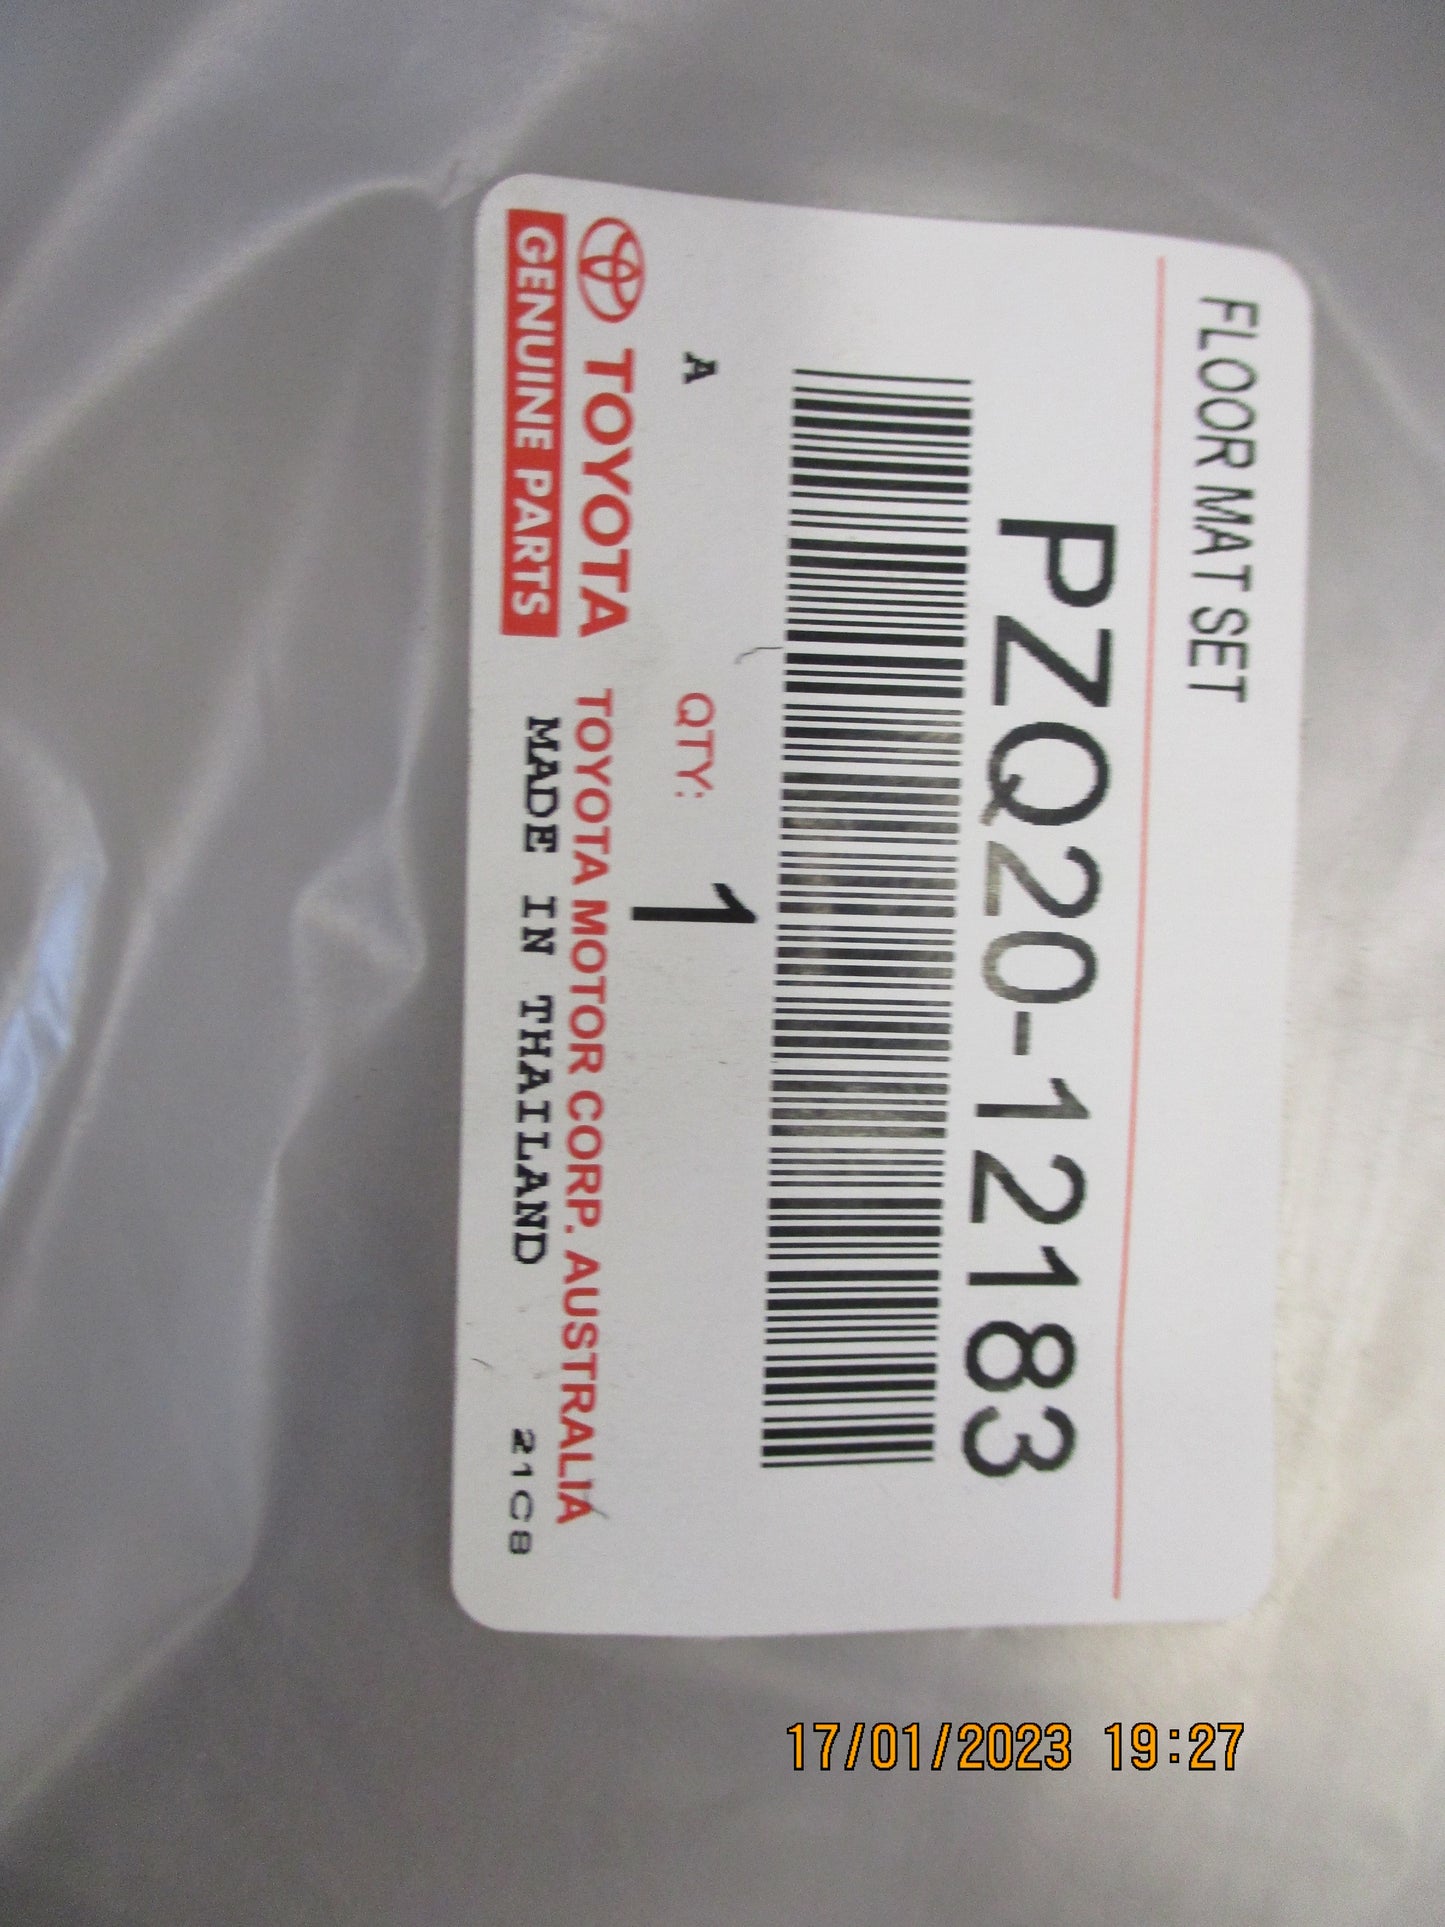 FLOOR MAT SET
PZQ20-12183
A
QTY: 1
TOYOTA
GENUINE PARTS
TOYOTA MOTOR CORP. AUSTRALIA
MADE IN THAILAND 21C8
17/01/2023 19:27